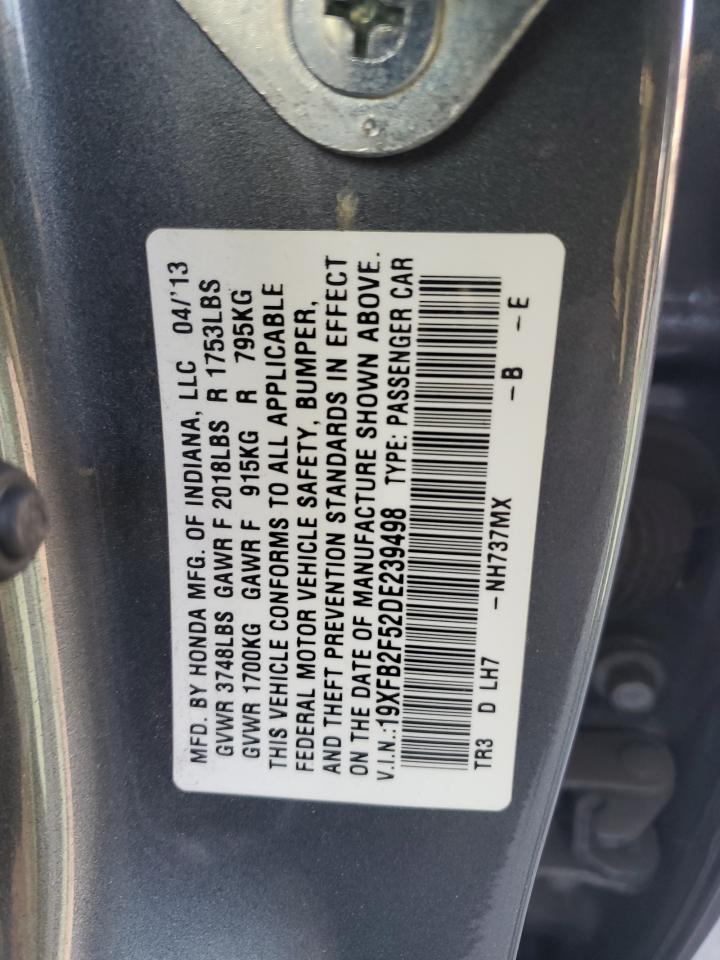 MFD. BY HONDA MFG. OF INDIANA, LLC 04/'13
GVWR 3748LBS GAWR F 2018LBS R 1753LBS
GVWR 1700KG GAWR F 915KG R 795KG
THIS VEHICLE CONFORMS TO ALL APPLICABLE
FEDERAL MOTOR VEHICLE SAFETY, BUMPER,
AND THEFT PREVENTION STANDARDS IN EFFECT
ON THE DATE OF MANUFACTURE SHOWN ABOVE.
V.I.N.:19XFB2F52DE239498 TYPE: PASSENGER CAR
TR3 D LH7 -NH737MX -B -E